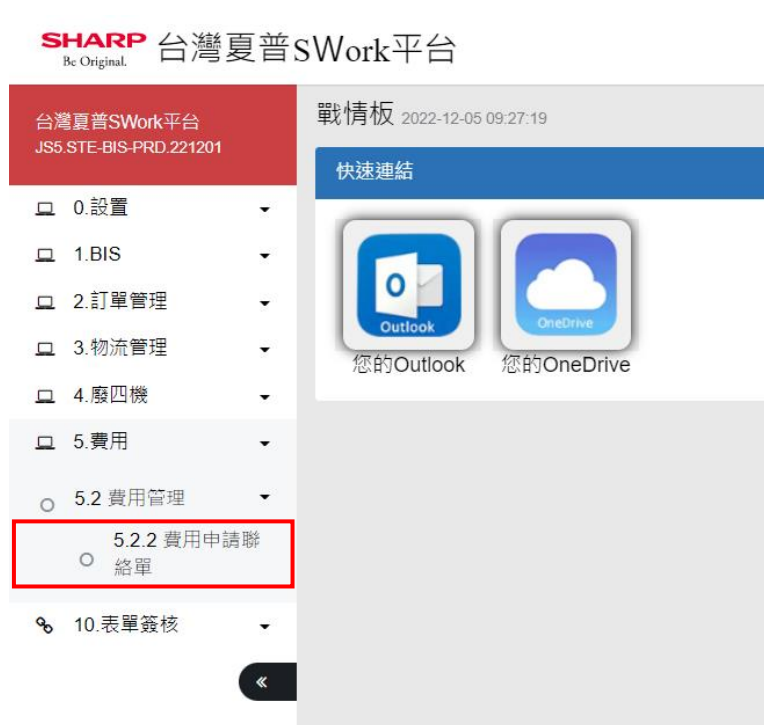 SHARP
Be Original.
台灣夏普SWork平台
台灣夏普SWork平台
JS5.STE-BIS-PRD.221201
0.設置
1.BIS
2.訂單管理
3.物流管理
4.廢四機
5.費用
5.2 費用管理
5.2.2 費用申請聯
絡單
10.表單簽核
戰情板 2022-12-05 09:27:19
快速連結
O
Outlook
OneDrive
您的Outlook
您的OneDrive